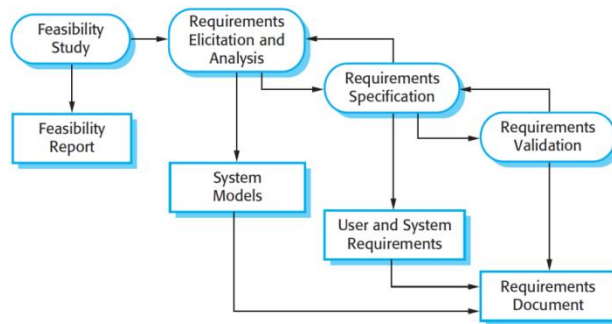 Feasibility
Study
Requirements
Elicitation and
Analysis
Requirements
Specification
Requirements
Validation
Feasibility
Report
System
Models
User and System
Requirements
Requirements
Document